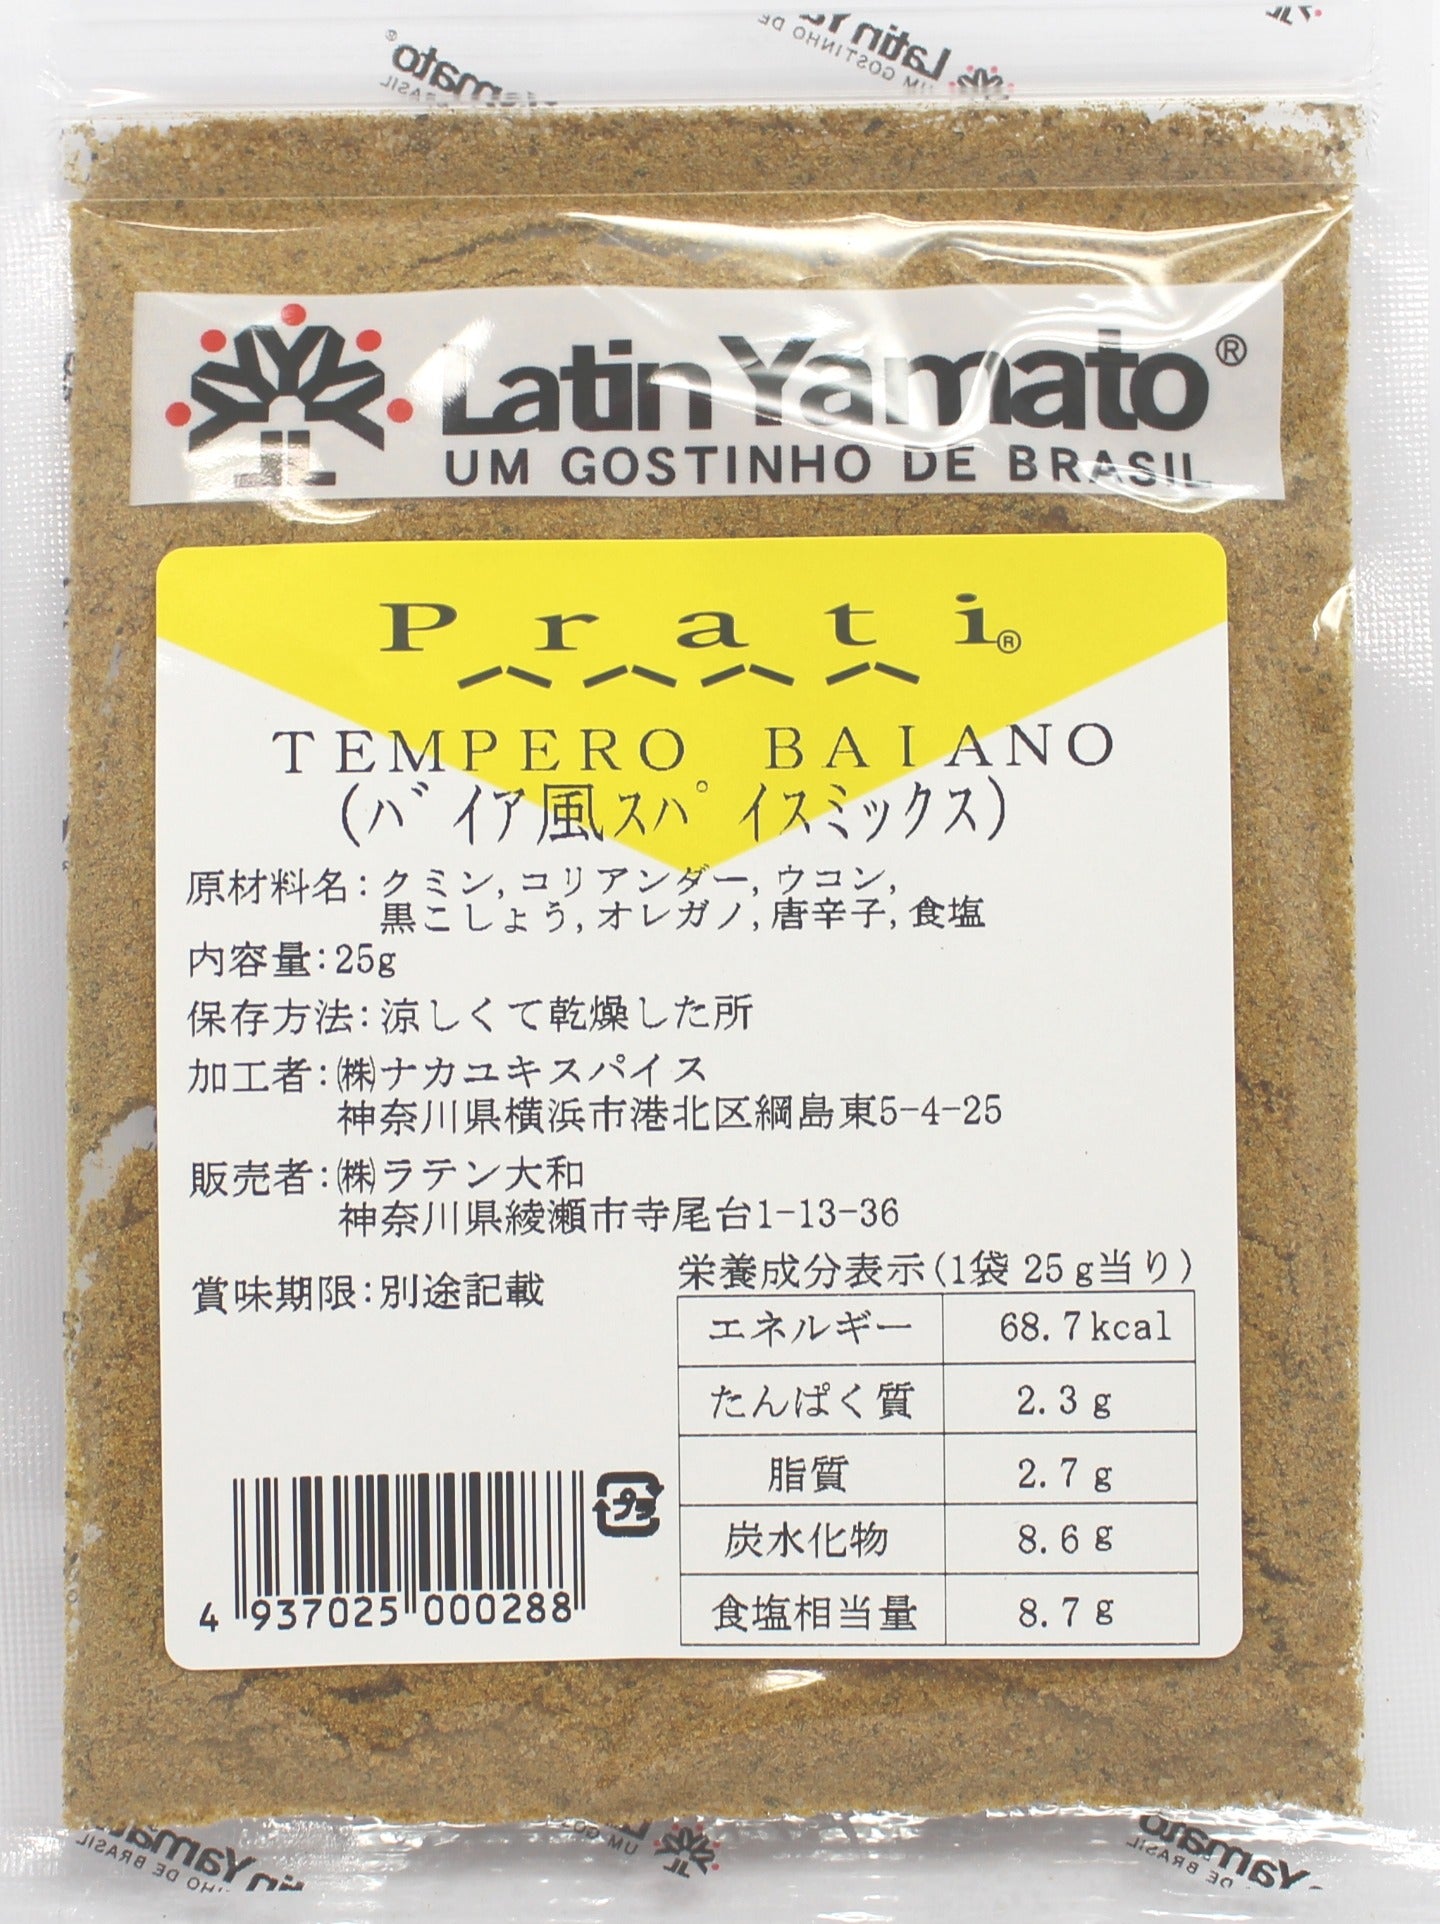 Latin Yamato®
UM GOSTINHO DE BRASIL
Prati®
TEMPERO BAIANO
(バイア風スパイスミックス)
原材料名:クミン,コリアンダー,ウコン,
黒こしょう,オレガノ,唐辛子,食塩
内容量:25g
保存方法:涼しくて乾燥した所
加工者:㈱ナカユキスパイス
神奈川県横浜市港北区綱島東5-4-25
販売者:㈱ラテン大和
神奈川県綾瀬市寺尾台1-13-36
賞味期限:別途記載
栄養成分表示(1袋 25g当り)
エネルギー 68.7kcal
たんぱく質 2.3g
脂質 2.7g
炭水化物 8.6g
食塩相当量 8.7g
プラ
4 937025 000288